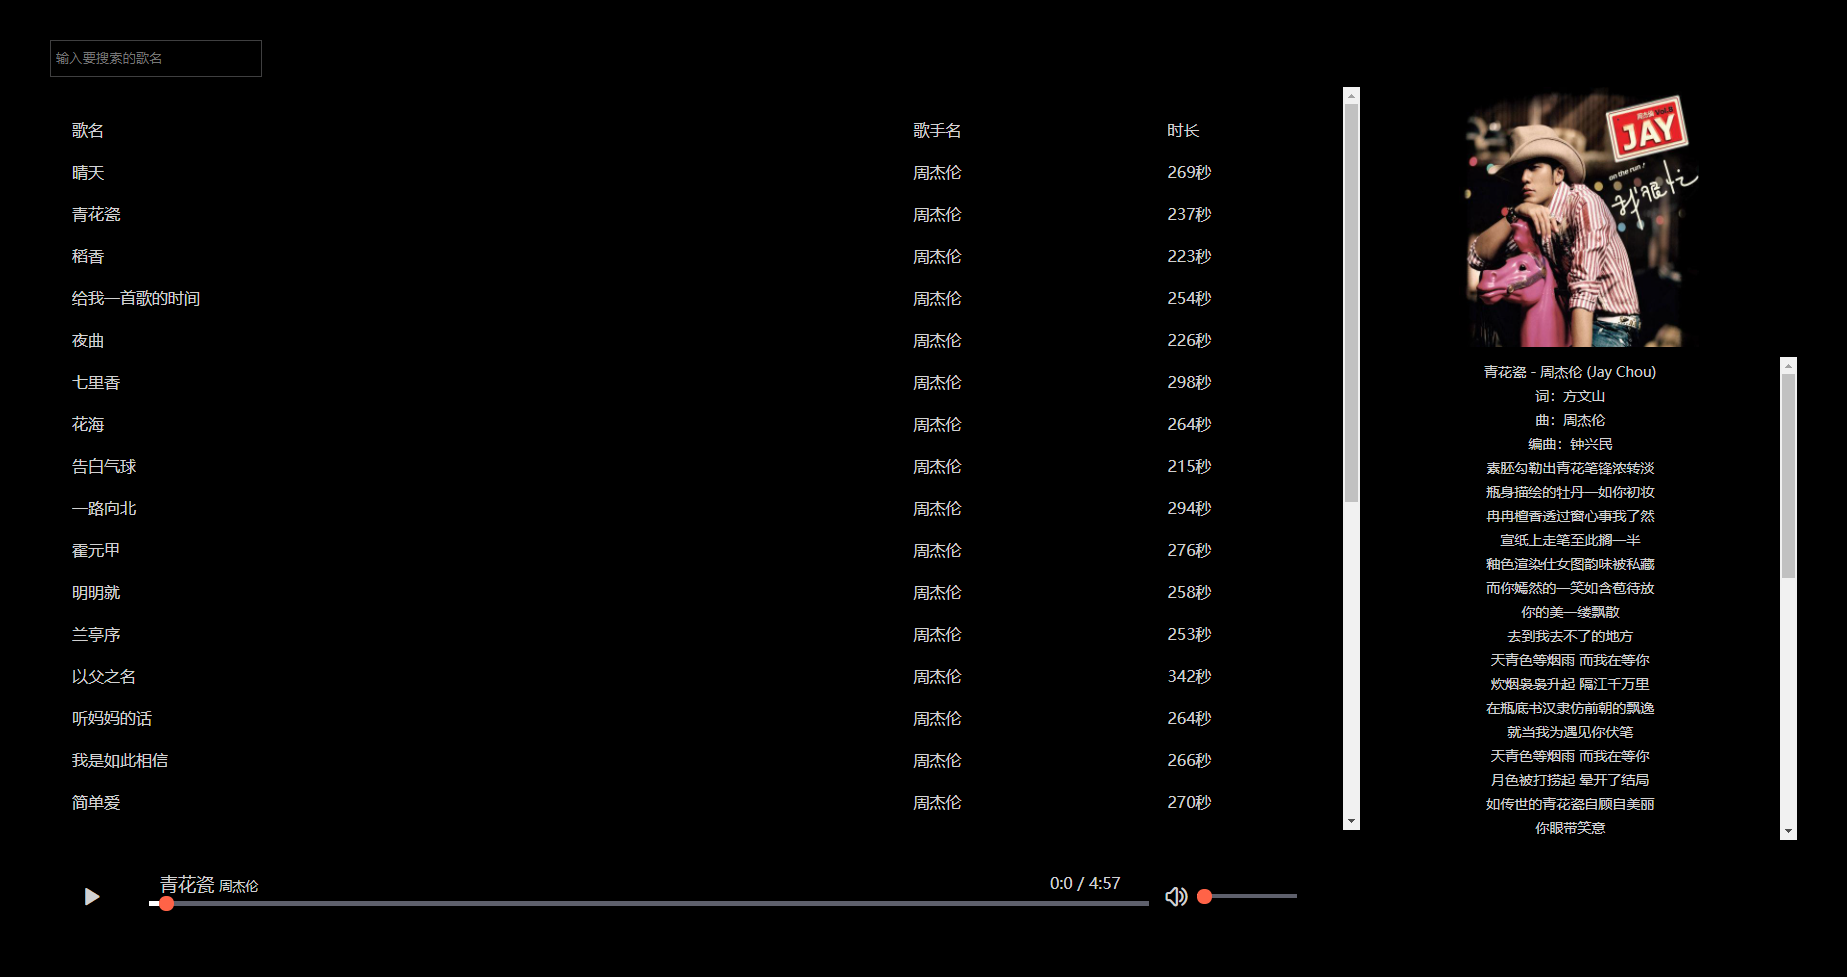 输入要搜索的歌名
歌名 歌手名 时长
晴天 周杰伦 269秒
青花瓷 周杰伦 237秒
稻香 周杰伦 223秒
给我一首歌的时间 周杰伦 254秒
夜曲 周杰伦 226秒
七里香 周杰伦 298秒
花海 周杰伦 264秒
告白气球 周杰伦 215秒
一路向北 周杰伦 294秒
霍元甲 周杰伦 276秒
明明就 周杰伦 258秒
兰亭序 周杰伦 253秒
以父之名 周杰伦 342秒
听妈妈的话 周杰伦 264秒
我是如此相信 周杰伦 266秒
简单爱 周杰伦 270秒
周杰伦 Vol.8
JAY
on the run!
我很忙
青花瓷 - 周杰伦 (Jay Chou)
词：方文山
曲：周杰伦
编曲：钟兴民
素胚勾勒出青花笔锋浓转淡
瓶身描绘的牡丹一如你初妆
冉冉檀香透过窗心事我了然
宣纸上走笔至此搁一半
釉色渲染仕女图韵味被私藏
而你嫣然的一笑如含苞待放
你的美一缕飘散
去到我去不了的地方
天青色等烟雨 而我在等你
炊烟袅袅升起 隔江千万里
在瓶底书汉隶仿前朝的飘逸
就当我为遇见你伏笔
天青色等烟雨 而我在等你
月色被打捞起 晕开了结局
如传世的青花瓷自顾自美丽
你眼带笑意
青花瓷 周杰伦 0:0 / 4:57